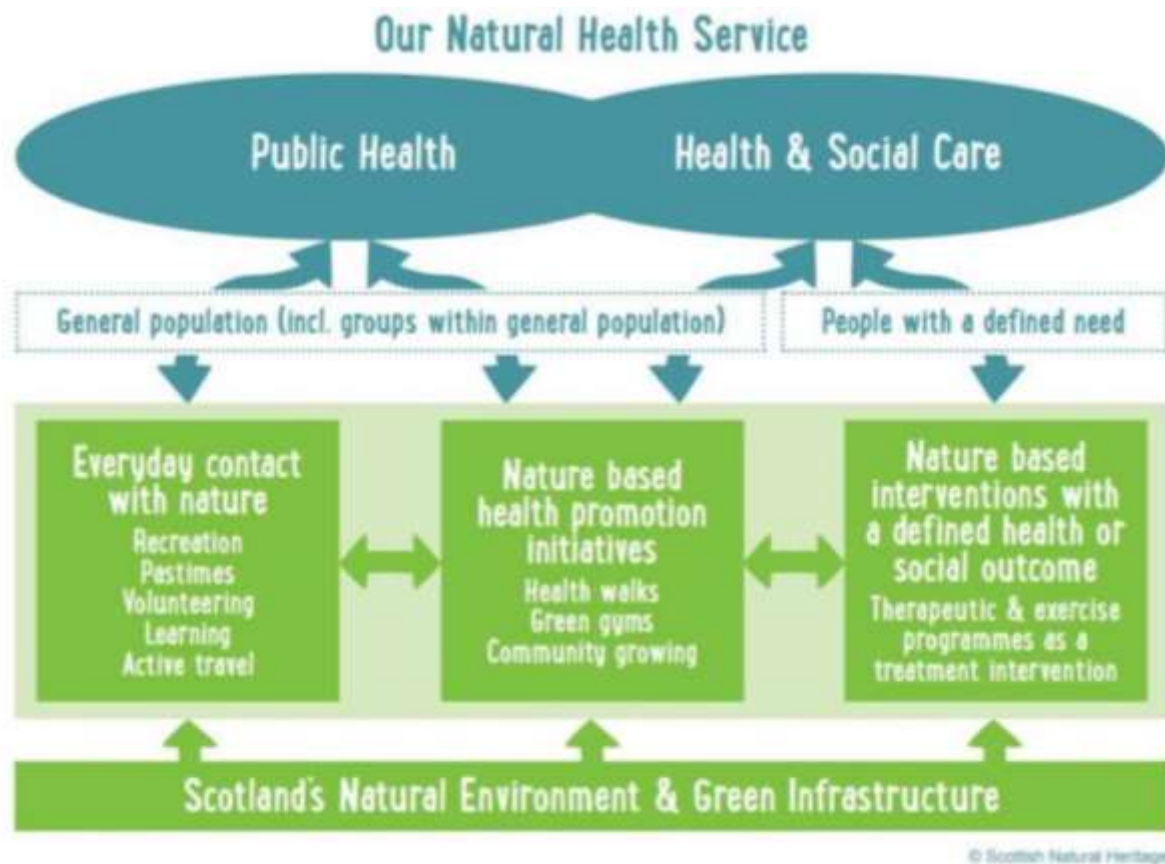 Our Natural Health Service
Public Health
Health & Social Care
General population (incl. groups within general population)
People with a defined need
Everyday contact
with nature
Recreation
Pastimes
Volunteering
Learning
Active travel
Nature based
health promotion
initiatives
Health walks
Green gyms
Community growing
Nature based
interventions with
a defined health or
social outcome
Therapeutic & exercise
programmes as a
treatment intervention
Scotland's Natural Environment & Green Infrastructure
© Scottish Natural Heritage